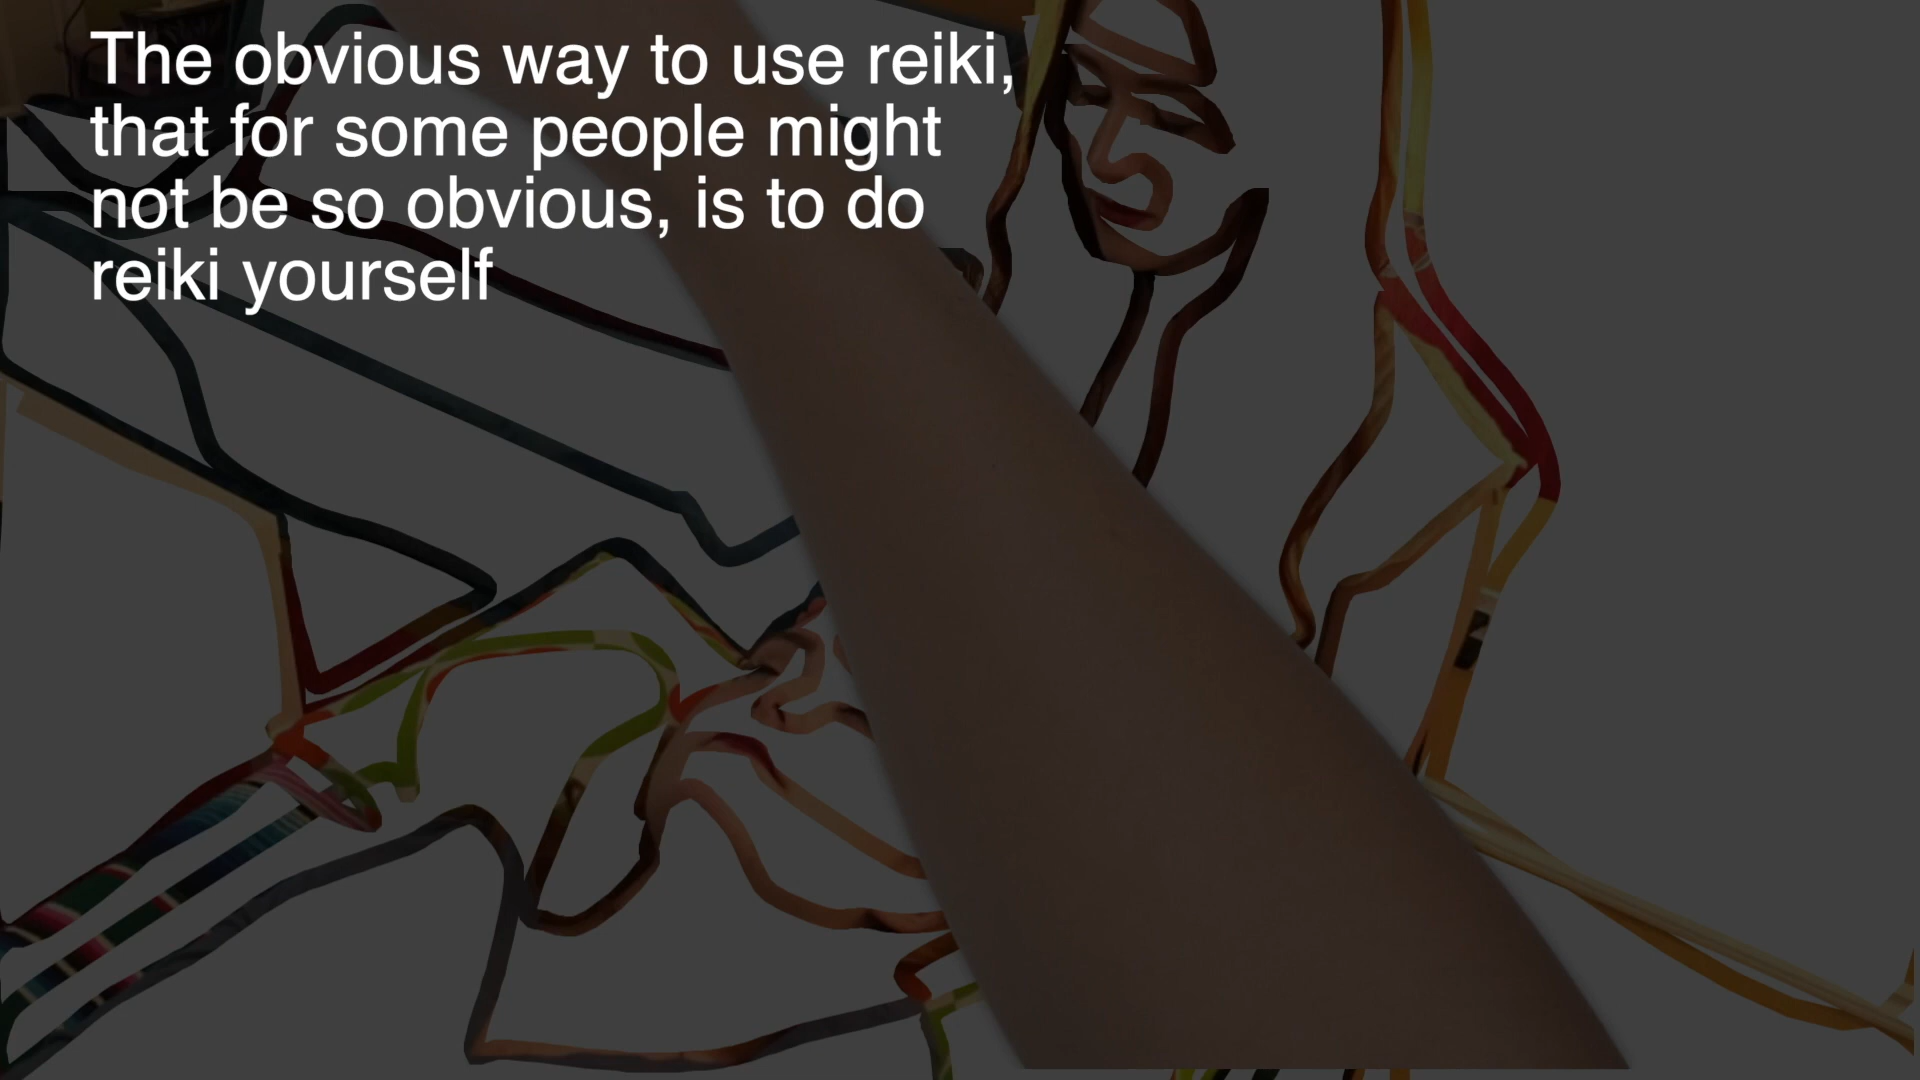 The obvious way to use reiki,
that for some people might
not be so obvious, is to do
reiki yourself